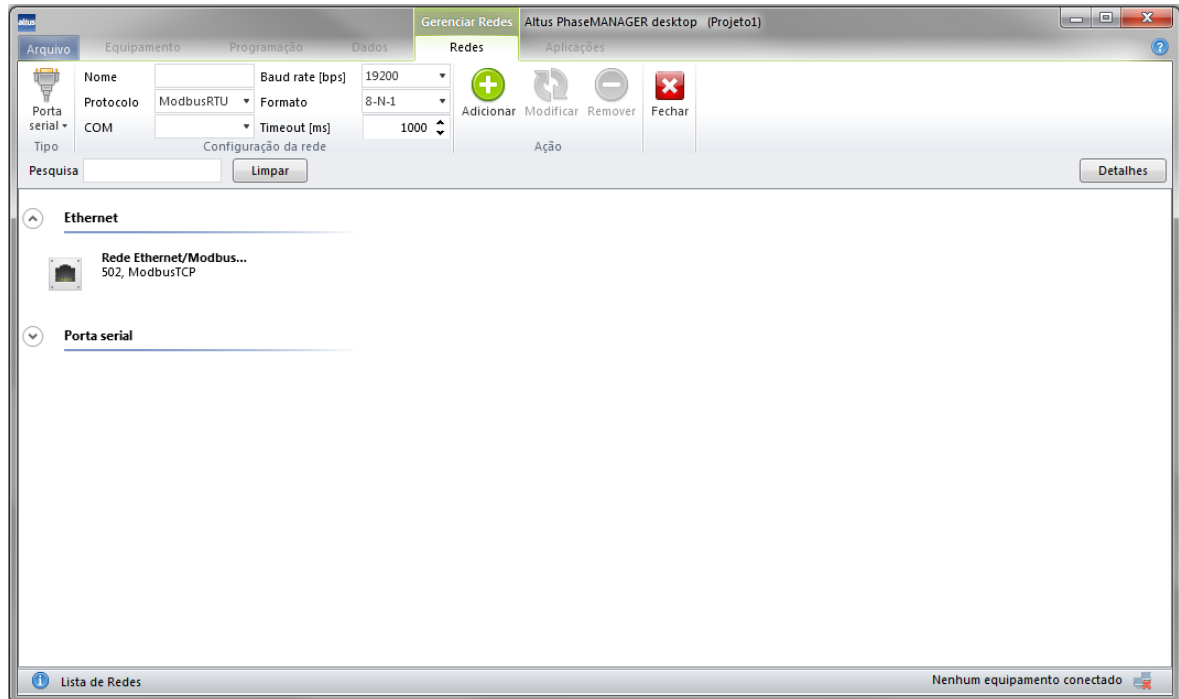 altus
Gerenciar Redes
Altus PhaseMANAGER desktop (Projeto1)
Arquivo
Equipamento
Programação
Dados
Redes
Aplicações
Porta
serial
Nome
Protocolo ModbusRTU
COM
Baud rate [bps] 19200
Formato 8-N-1
Timeout [ms] 1000
Adicionar
Modificar
Remover
Fechar
Tipo
Configuração da rede
Ação
Pesquisa
Limpar
Detalhes
Ethernet
Rede Ethernet/Modbus...
502, ModbusTCP
Porta serial
Lista de Redes
Nenhum equipamento conectado